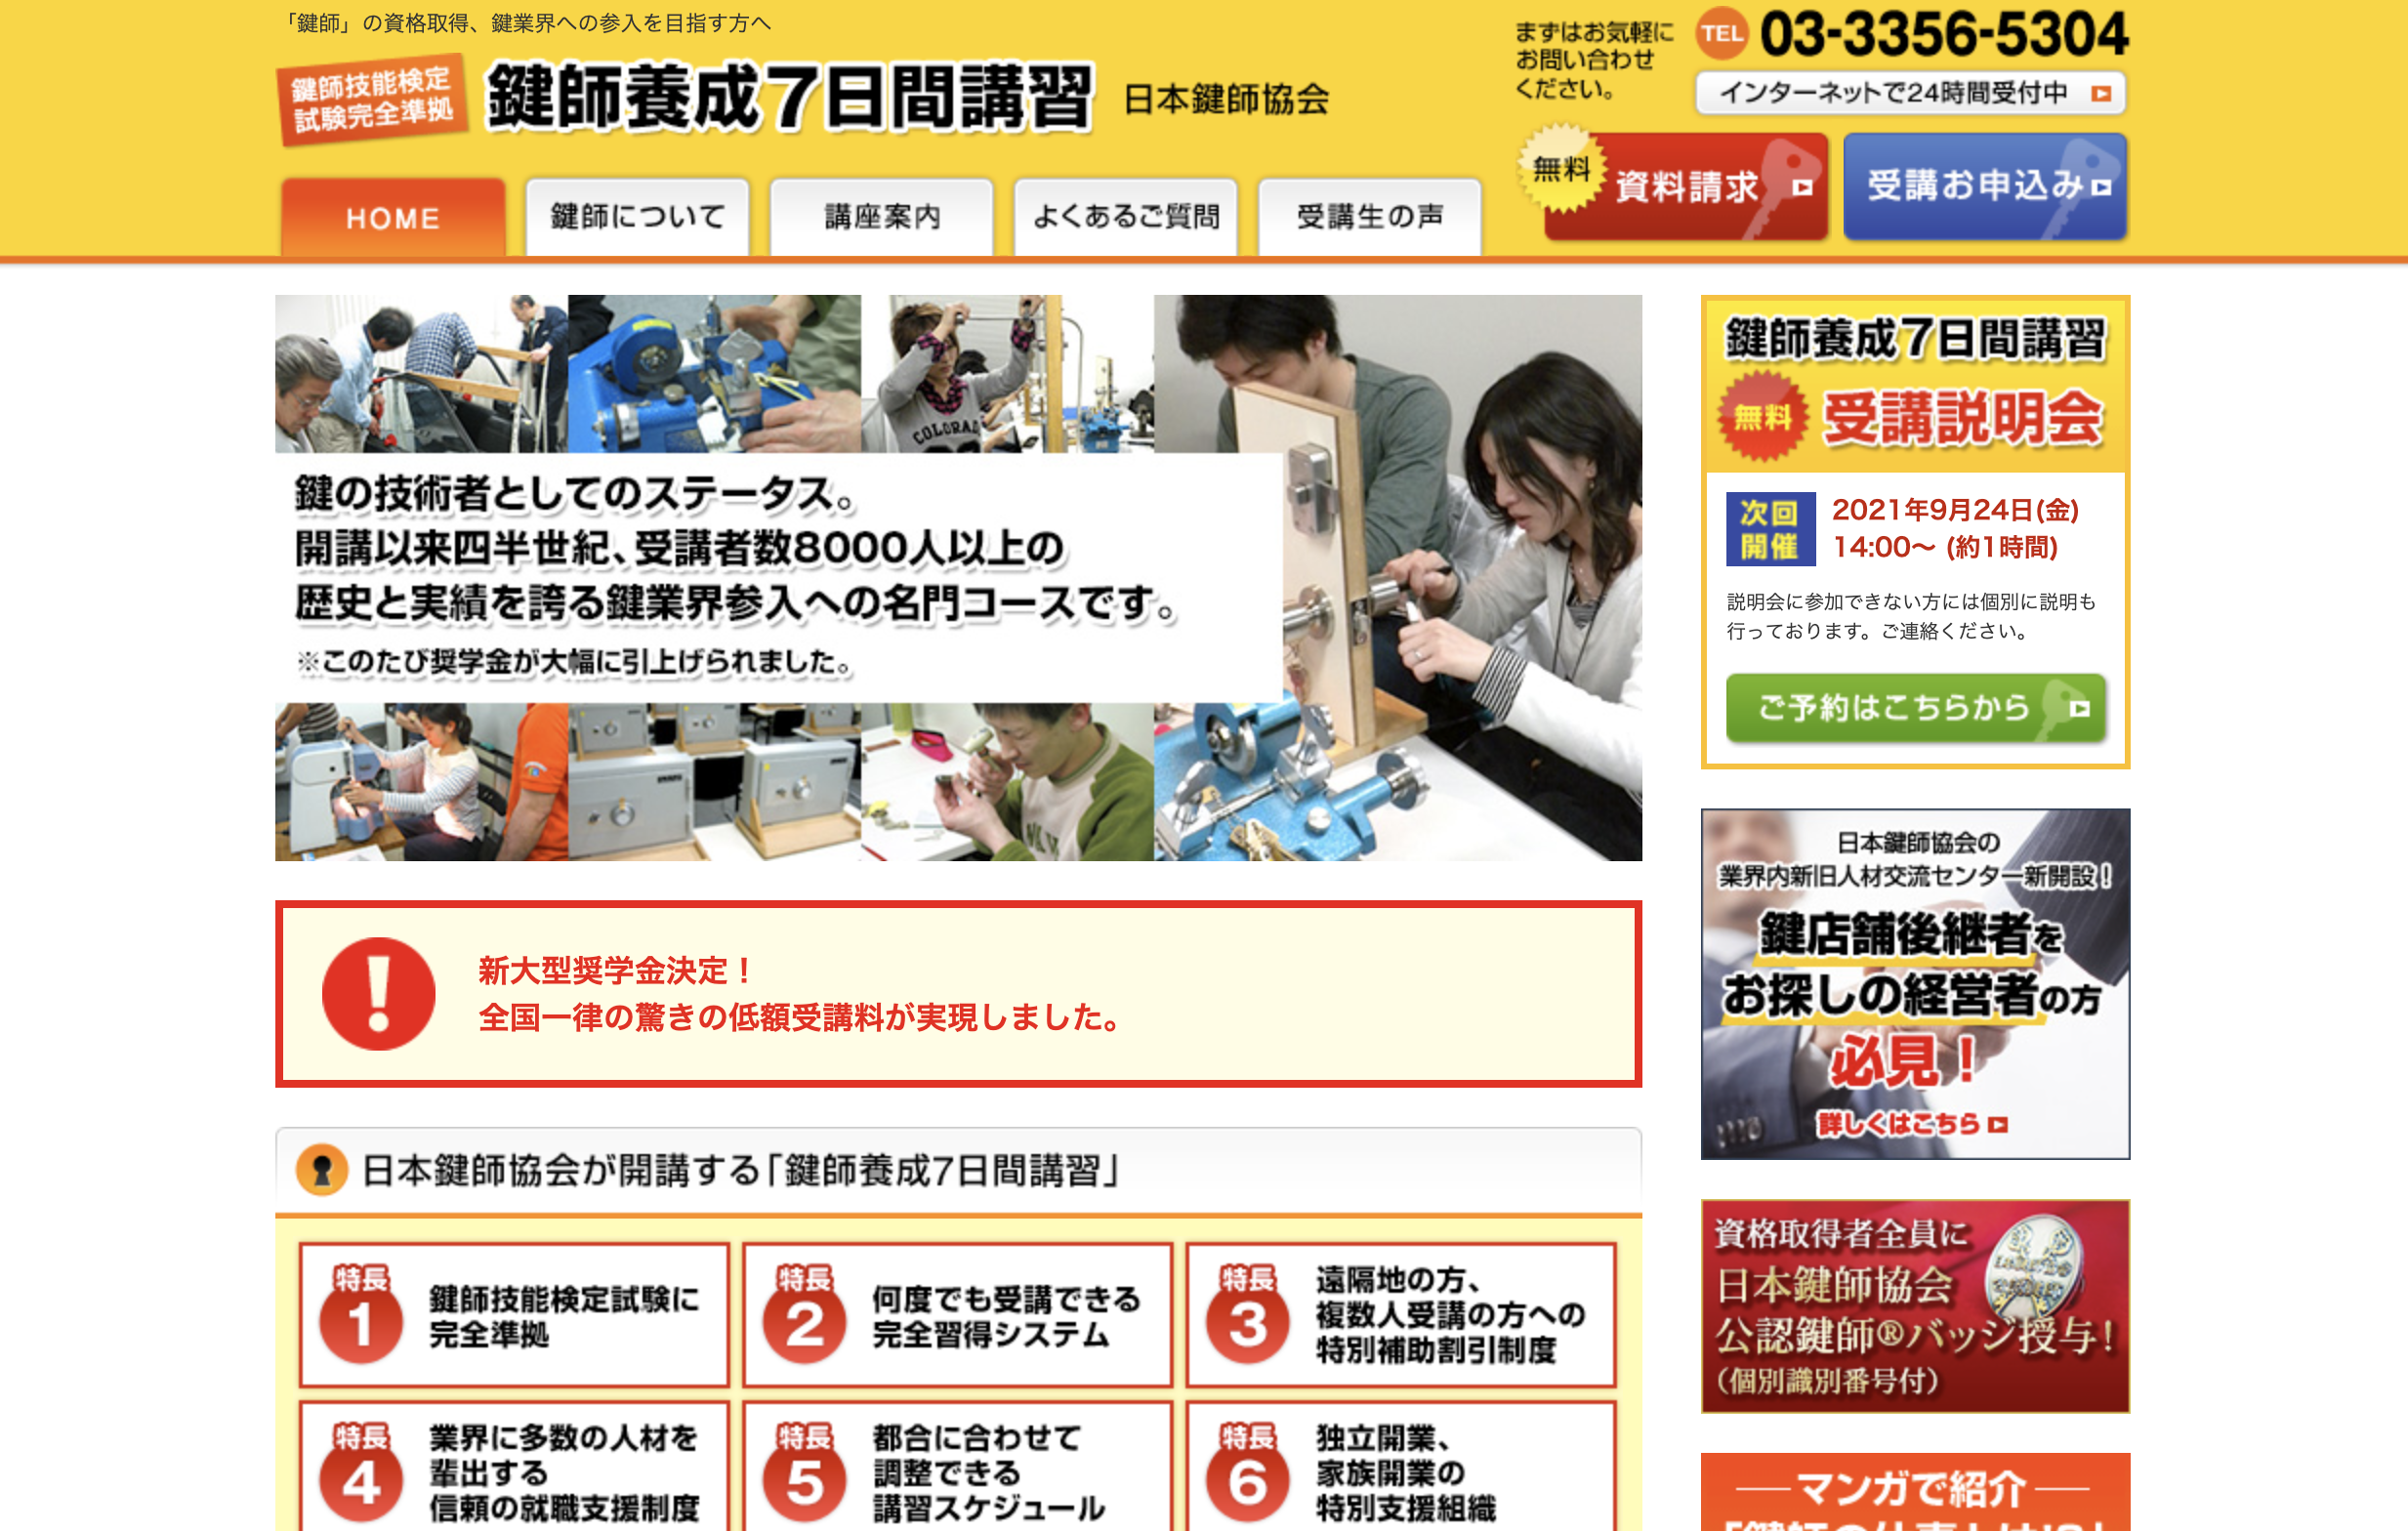 「鍵師」の資格取得、鍵業界への参入を目指す方へ
鍵師技能検定
試験完全準拠
鍵師養成7日間講習
日本鍵師協会
まずはお気軽に
お問い合わせ
ください。
TEL 03-3356-5304
インターネットで24時間受付中
無料
資料請求
受講お申込み
HOME
鍵師について
講座案内
よくあるご質問
受講生の声
COLORA
鍵の技術者としてのステータス。
開講以来四半世紀、受講者数8000人以上の
歴史と実績を誇る鍵業界参入への名門コースです。
※このたび奨学金が大幅に引上げられました。
新大型奨学金決定！
全国一律の驚きの低額受講料が実現しました。
日本鍵師協会が開講する「鍵師養成7日間講習」
特長
1
鍵師技能検定試験に
完全準拠
特長
2
何度でも受講できる
完全習得システム
特長
3
遠隔地の方、
複数人受講の方への
特別補助割引制度
特長
4
業界に多数の人材を
輩出する
信頼の就職支援制度
特長
5
都合に合わせて
調整できる
講習スケジュール
特長
6
独立開業、
家族開業の
特別支援組織
鍵師養成7日間講習
無料
受講説明会
次回
開催
2021年9月24日(金)
14:00〜 (約1時間)
説明会に参加できない方には個別に説明も
行っております。ご連絡ください。
ご予約はこちらから
日本鍵師協会の
業界内新旧人材交流センター新開設！
鍵店舗後継者を
お探しの経営者の方
必見！
詳しくはこちら
資格取得者全員に
日本鍵師協会
公認鍵師®バッジ授与！
（個別識別番号付）
マンガで紹介